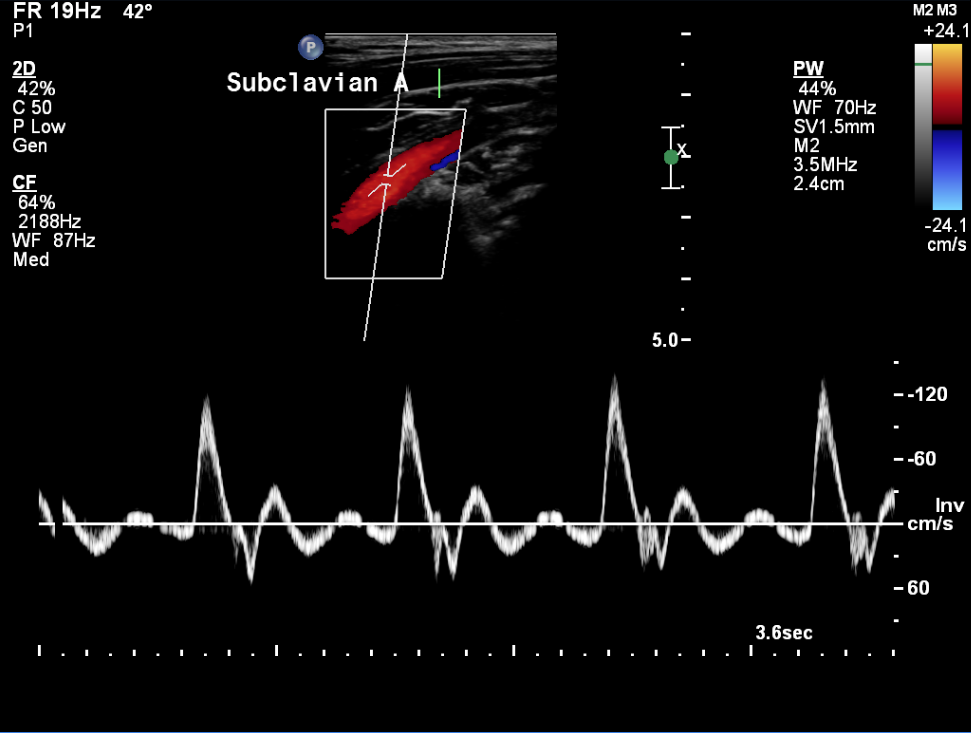 FR 19Hz 42°
P1
2D
42%
C 50
P Low
Gen
CF
64%
2188Hz
WF 87Hz
Med
P
Subclavian A
X
5.0
PW
44%
WF 70Hz
SV1.5mm
M2
3.5MHz
2.4cm
M2 M3
+24.1
-24.1
cm/s
-120
-60
Inv
cm/s
60
3.6sec